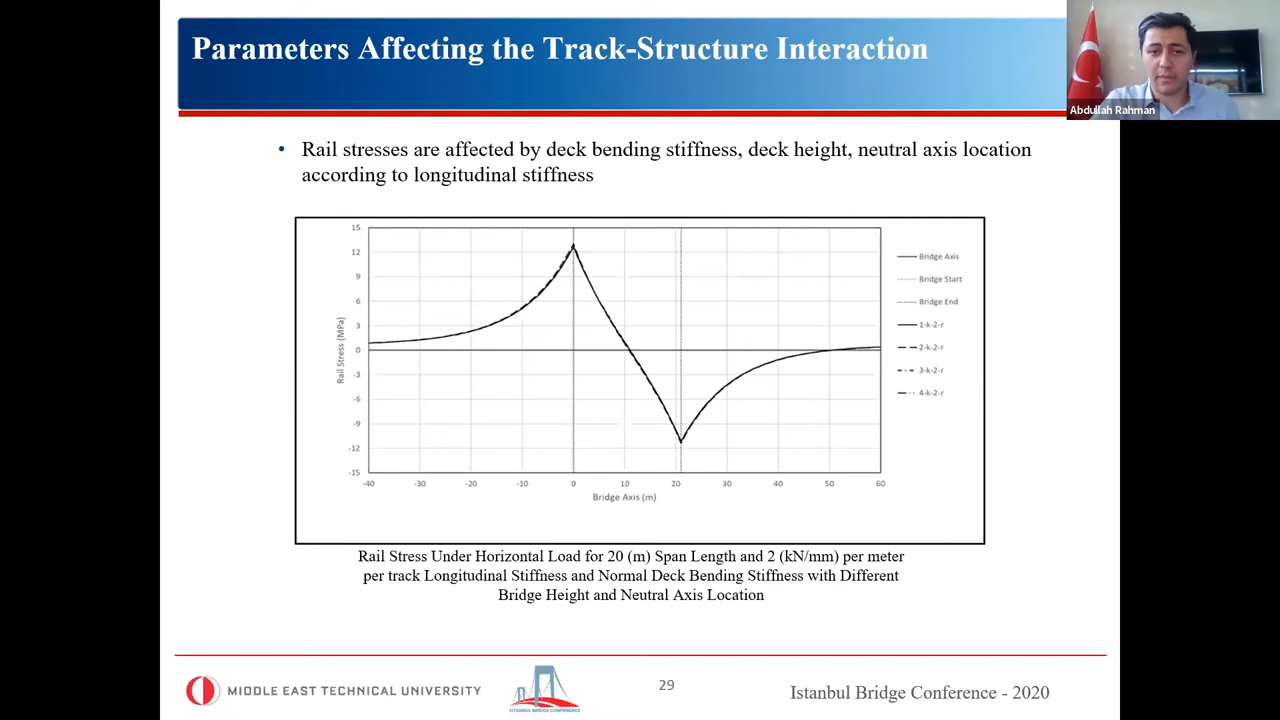 Parameters Affecting the Track-Structure Interaction
Abdullah Rahman
• Rail stresses are affected by deck bending stiffness, deck height, neutral axis location
according to longitudinal stiffness
15
12
9
6
3
0
-3
-6
-9
-12
-15
Rail Stress (MPa)
-40 -30 -20 -10 0 10 20 30 40 50 60
Bridge Axis (m)
Bridge Axis
Bridge Start
Bridge End
1-k-2-r
2-k-2-r
3-k-2-r
4-k-2-r
Rail Stress Under Horizontal Load for 20 (m) Span Length and 2 (kN/mm) per meter
per track Longitudinal Stiffness and Normal Deck Bending Stiffness with Different
Bridge Height and Neutral Axis Location
MIDDLE EAST TECHNICAL UNIVERSITY
ISTANBUL BRIDGE CONFERENCE
29
Istanbul Bridge Conference - 2020